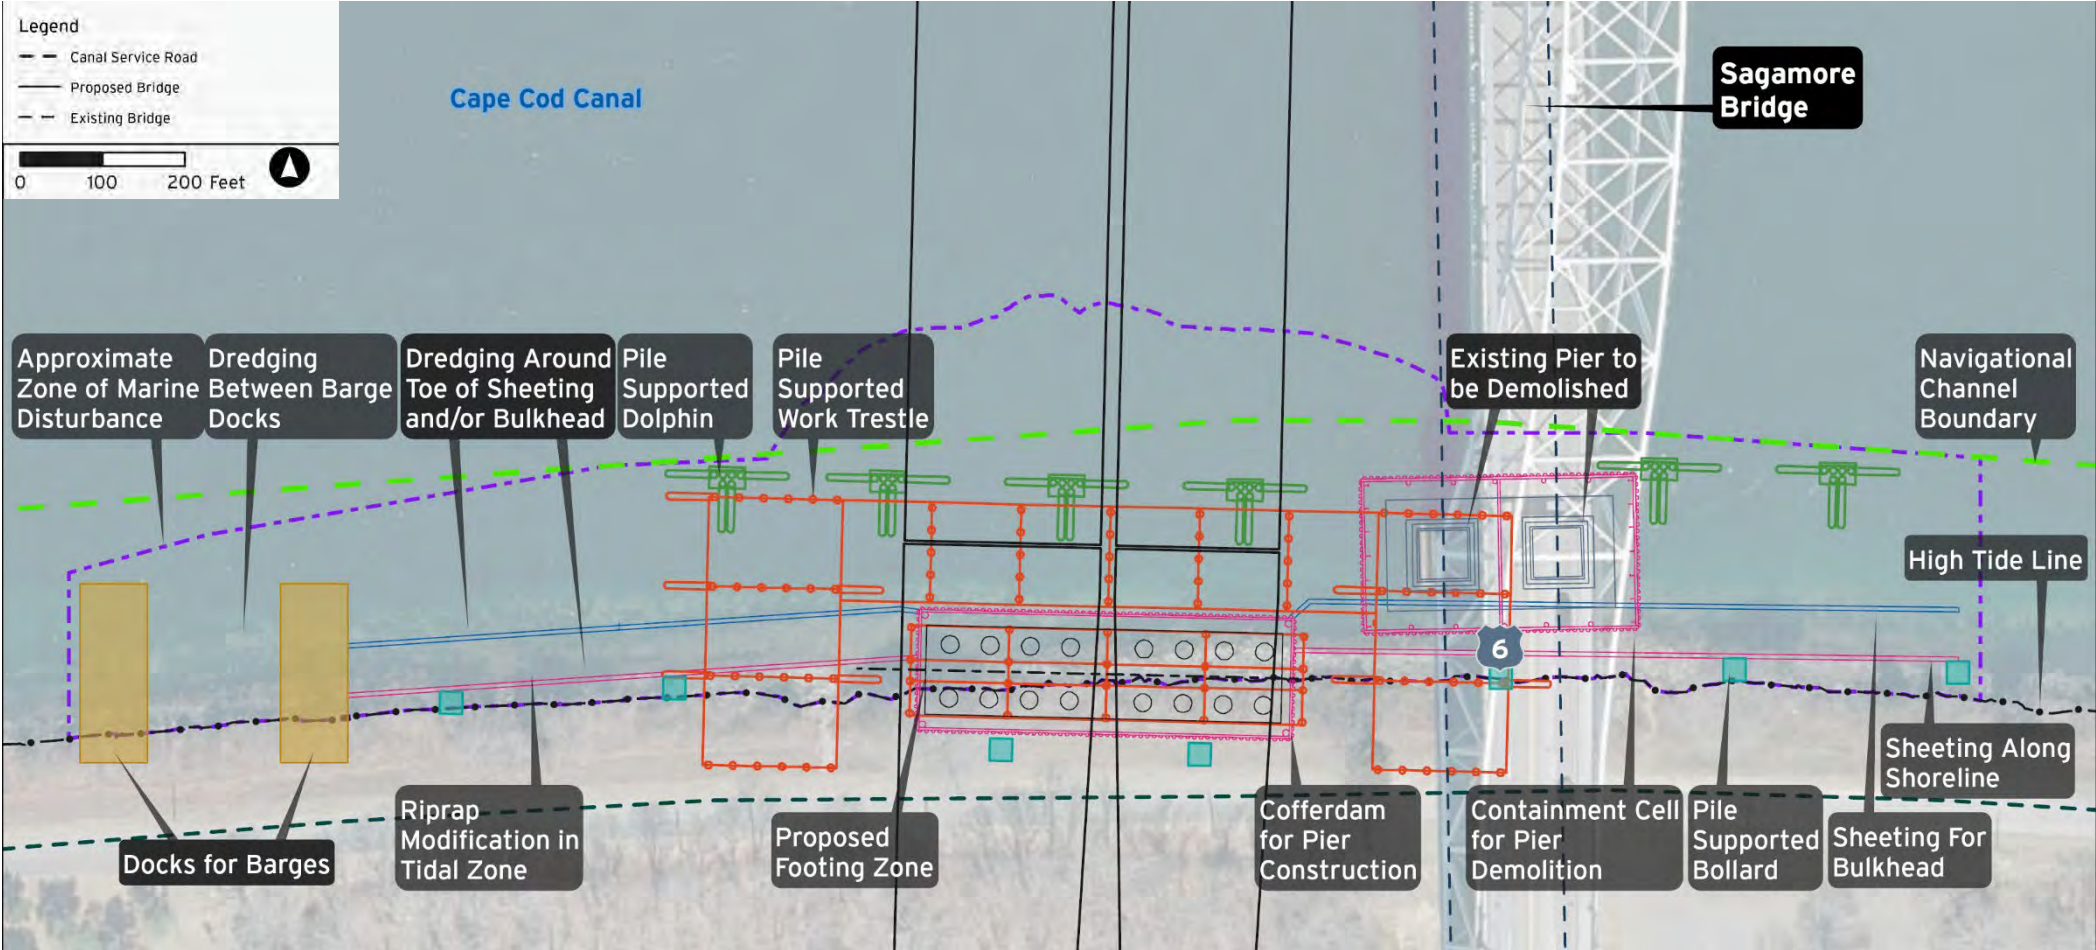 Legend
Canal Service Road
Proposed Bridge
Existing Bridge
0 100 200 Feet
Cape Cod Canal
Sagamore
Bridge
Approximate
Zone of Marine
Disturbance
Dredging
Between Barge
Docks
Dredging Around
Toe of Sheeting
and/or Bulkhead
Pile
Supported
Dolphin
Pile
Supported
Work Trestle
Existing Pier to
be Demolished
Navigational
Channel
Boundary
High Tide Line
6
Sheeting Along
Shoreline
Docks for Barges
Riprap
Modification in
Tidal Zone
Proposed
Footing Zone
Cofferdam
for Pier
Construction
Containment Cell
for Pier
Demolition
Pile
Supported
Bollard
Sheeting For
Bulkhead